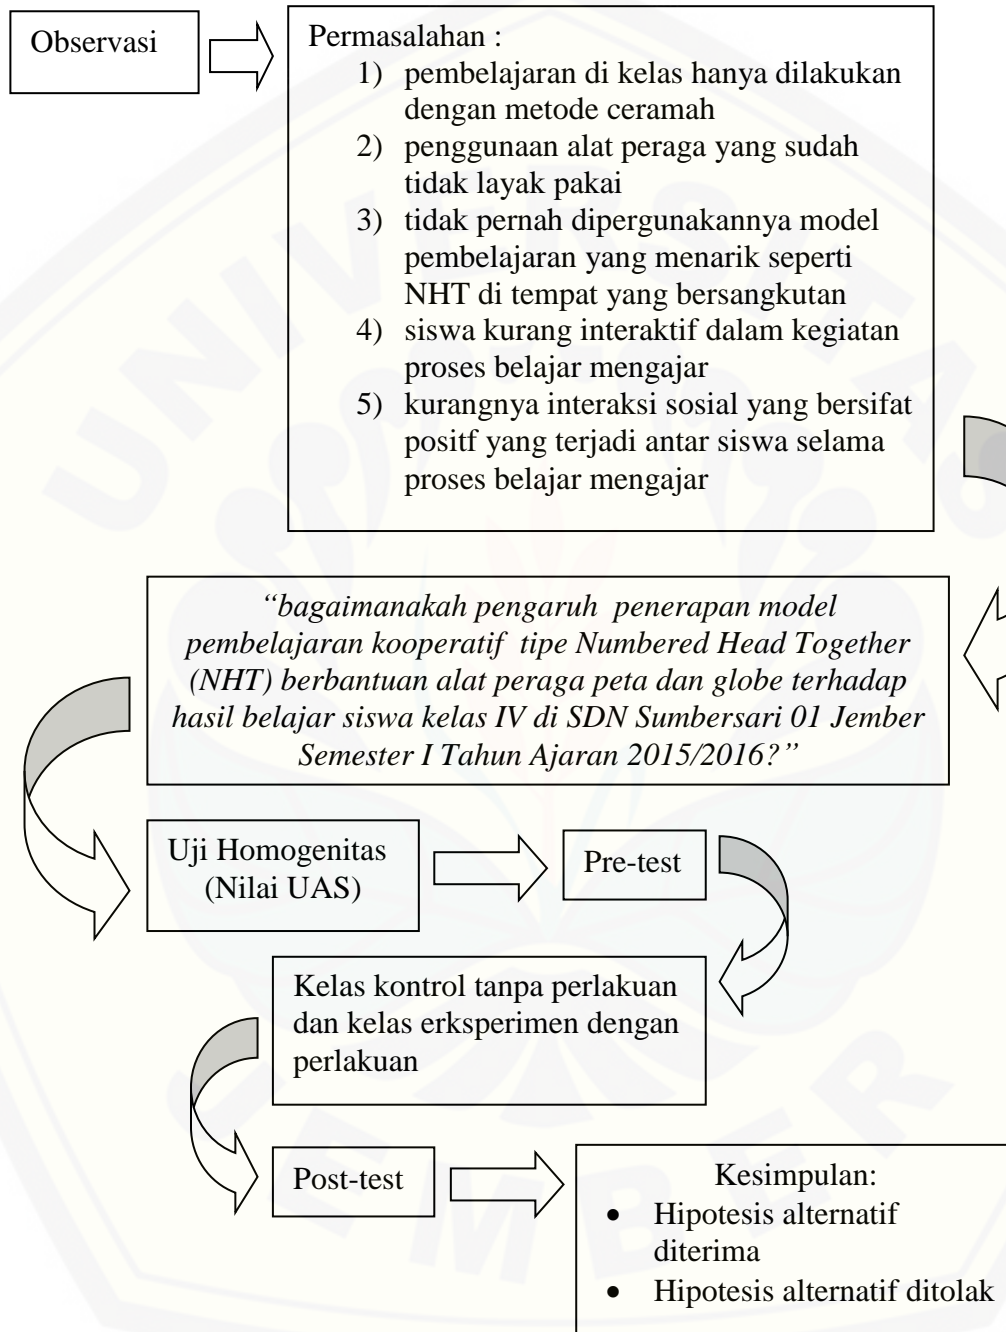 Observasi
Permasalahan :
1) pembelajaran di kelas hanya dilakukan
dengan metode ceramah
2) penggunaan alat peraga yang sudah
tidak layak pakai
3) tidak pernah dipergunakannya model
pembelajaran yang menarik seperti
NHT di tempat yang bersangkutan
4) siswa kurang interaktif dalam kegiatan
proses belajar mengajar
5) kurangnya interaksi sosial yang bersifat
positf yang terjadi antar siswa selama
proses belajar mengajar
“bagaimanakah pengaruh penerapan model
pembelajaran kooperatif tipe Numbered Head Together
(NHT) berbantuan alat peraga peta dan globe terhadap
hasil belajar siswa kelas IV di SDN Sumbersari 01 Jember
Semester I Tahun Ajaran 2015/2016?”
Uji Homogenitas
(Nilai UAS)
Pre-test
Kelas kontrol tanpa perlakuan
dan kelas erksperimen dengan
perlakuan
Post-test
Kesimpulan:
• Hipotesis alternatif
diterima
• Hipotesis alternatif ditolak
UNIVERSITAS
JEMBER